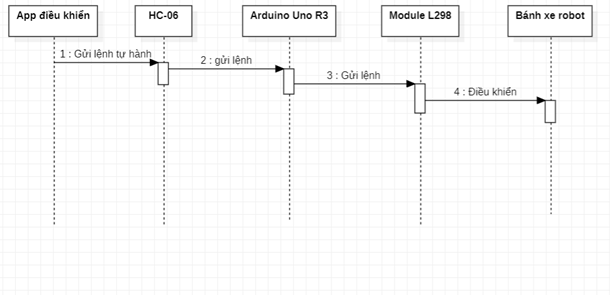 App điều khiển
HC-06
Arduino Uno R3
Module L298
Bánh xe robot
1 : Gửi lệnh tự hành
2 : gửi lệnh
3 : Gửi lệnh
4 : Điều khiển